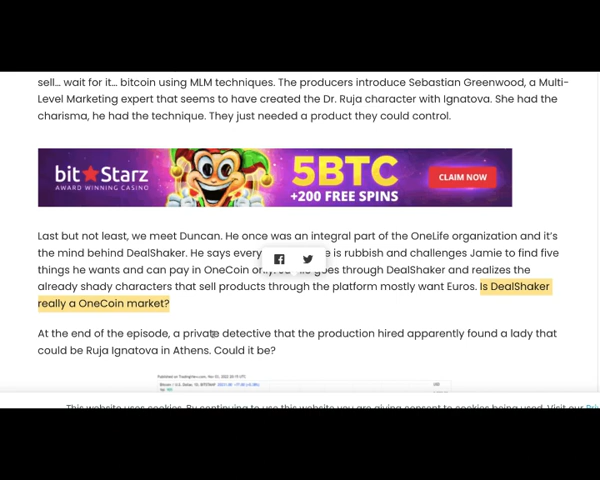 sell… wait for it… bitcoin using MLM techniques. The producers introduce Sebastian Greenwood, a Multi-
Level Marketing expert that seems to have created the Dr. Ruja character with Ignatova. She had the
charisma, he had the technique. They just needed a product they could control.
bitStarz
AWARD WINNING CASINO
5BTC
+200 FREE SPINS
CLAIM NOW
Last but not least, we meet Duncan. He once was an integral part of the OneLife organization and it's
the mind behind DealShaker. He says every is rubbish and challenges Jamie to find five
things he wants and can pay in OneCoin goes through DealShaker and realizes the
already shady characters that sell products through the platform mostly want Euros. Is DealShaker
really a OneCoin market?
At the end of the episode, a private detective that the production hired apparently found a lady that
could be Ruja Ignatova in Athens. Could it be?
This website uses cookies. By continuing to use this website you are giving consent to cookies being used. Visit our